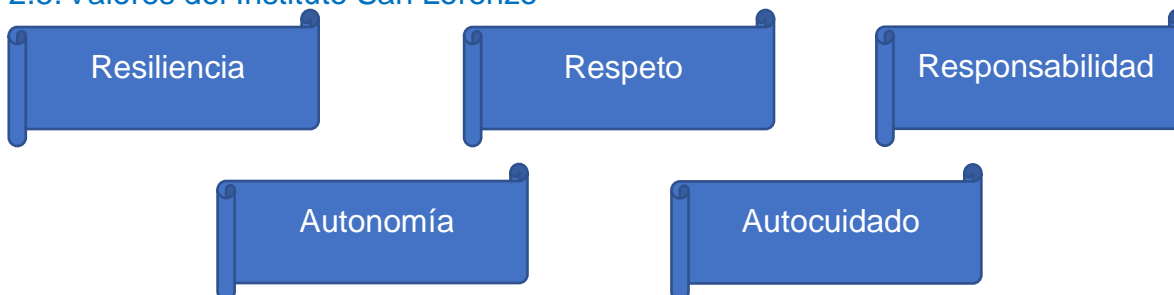 Valores del Instituto San Lorenzo
Resiliencia
Respeto
Responsabilidad
Autonomía
Autocuidado